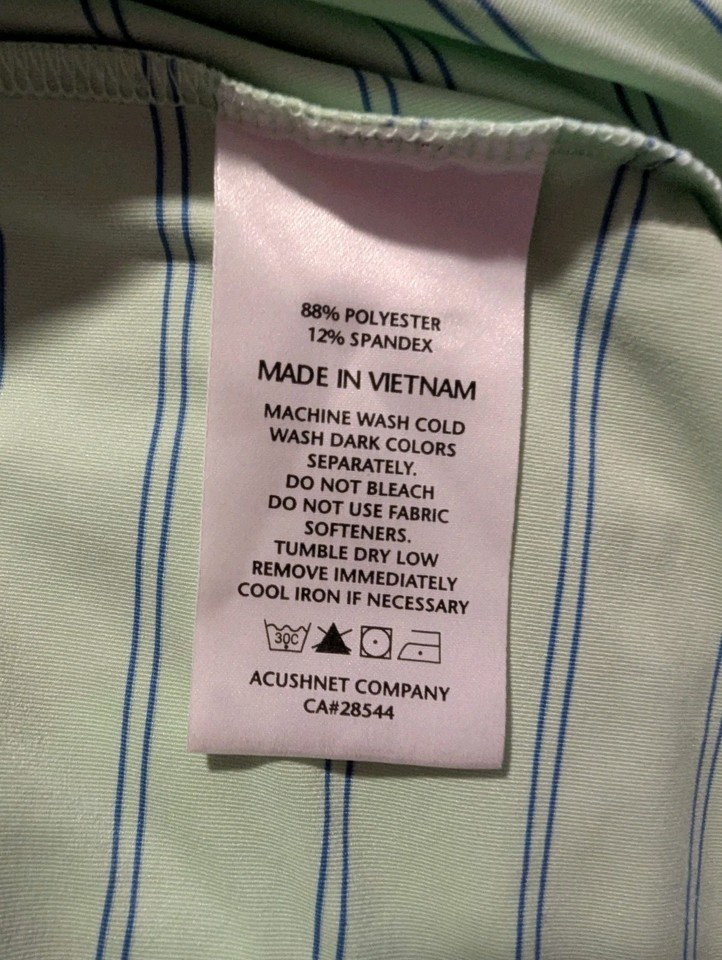 88% POLYESTER
12% SPANDEX
MADE IN VIETNAM
MACHINE WASH COLD
WASH DARK COLORS
SEPARATELY.
DO NOT BLEACH
DO NOT USE FABRIC
SOFTENERS.
TUMBLE DRY LOW
REMOVE IMMEDIATELY
COOL IRON IF NECESSARY
30C
ACUSHNET COMPANY
CA#28544